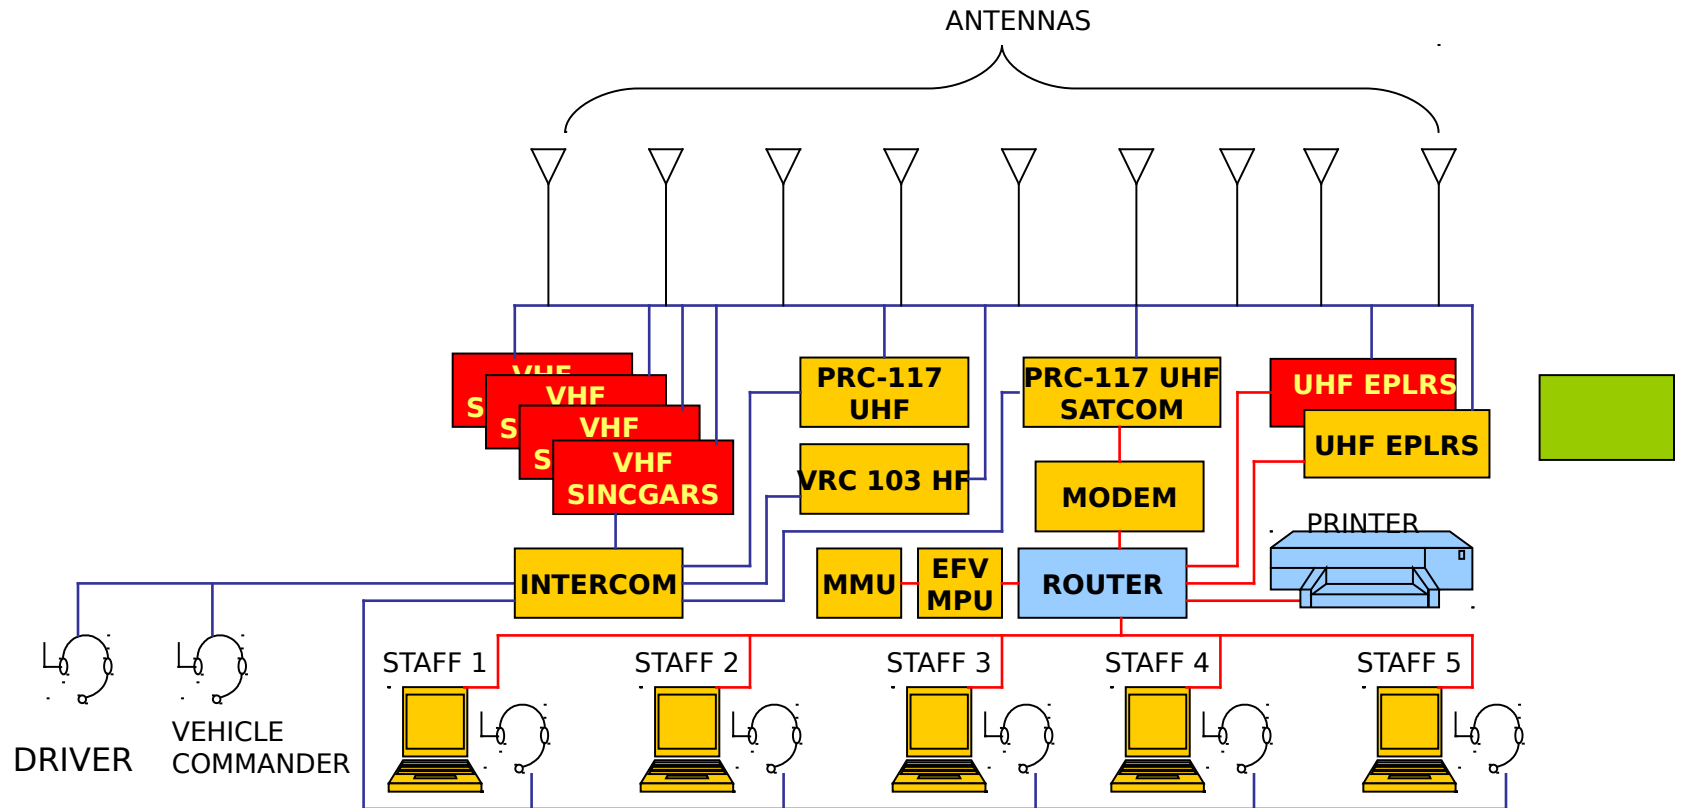 ANTENNAS
VHF
S
VHF
S
VHF
S
VHF
SINCGARS
PRC-117
UHF
PRC-117 UHF
SATCOM
UHF EPLRS
UHF EPLRS
VRC 103 HF
MODEM
PRINTER
INTERCOM
MMU
EFV
MPU
ROUTER
STAFF 1
STAFF 2
STAFF 3
STAFF 4
STAFF 5
DRIVER
VEHICLE
COMMANDER